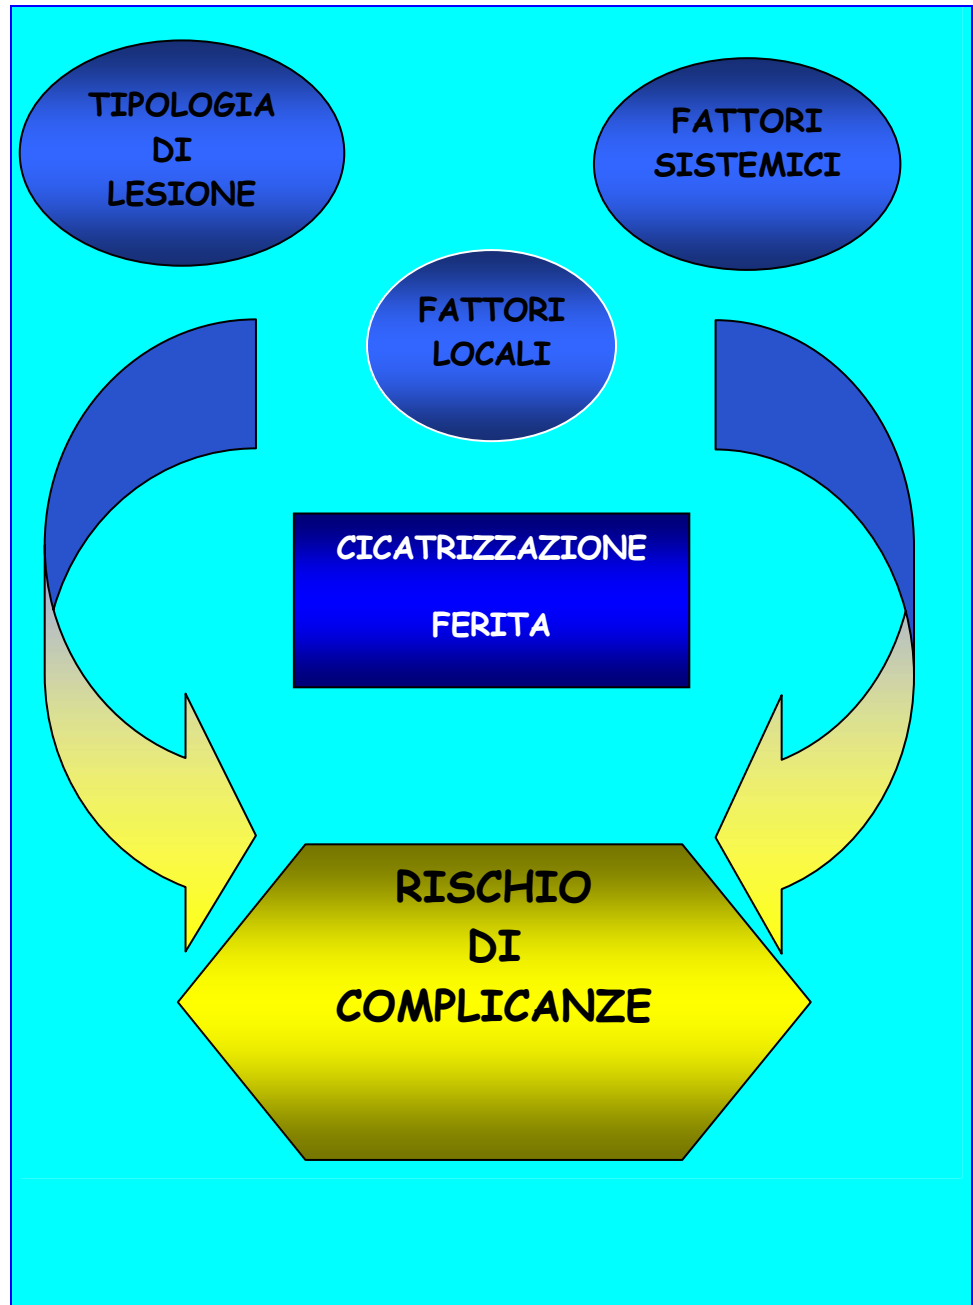 TIPOLOGIA
DI
LESIONE
FATTORI
SISTEMICI
FATTORI
LOCALI
CICATRIZZAZIONE
FERITA
RISCHIO
DI
COMPLICANZE